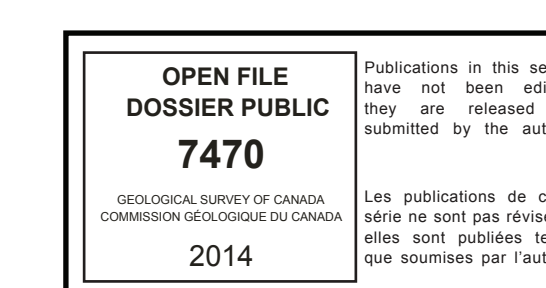 OPEN FILE
DOSSIER PUBLIC
7470
GEOLOGICAL SURVEY OF CANADA
COMMISSION GÉOLOGIQUE DU CANADA
2014
Publications in this
have not been
they are released
submitted by the
Les publications de
série ne sont pas
elles sont publiées
que soumises par